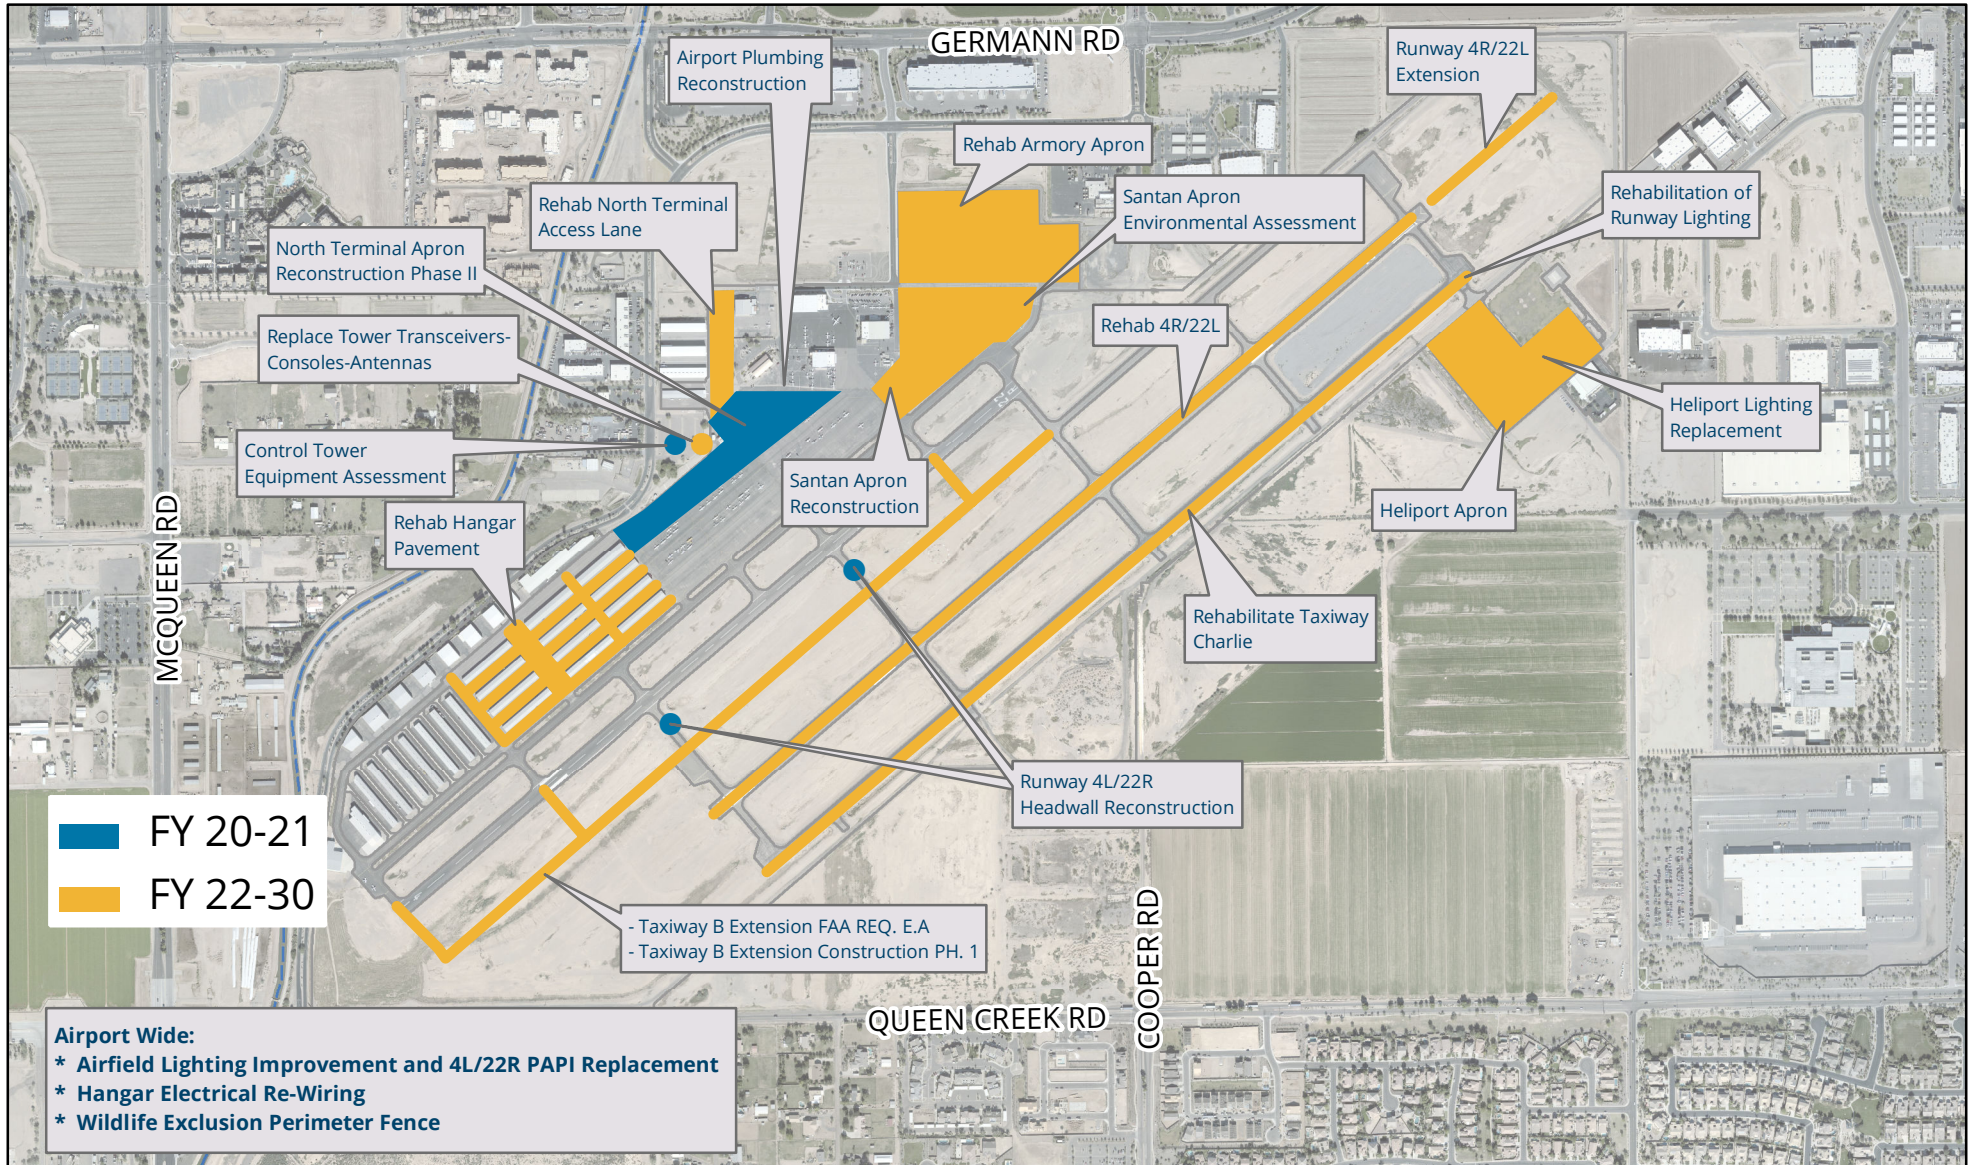 GERMANN RD
Airport Plumbing
Reconstruction
Runway 4R/22L
Extension
Rehab Armory Apron
Rehab North Terminal
Access Lane
Santan Apron
Environmental Assessment
Rehabilitation of
Runway Lighting
North Terminal Apron
Reconstruction Phase II
Replace Tower Transceivers-
Consoles-Antennas
Rehab 4R/22L
Heliport Lighting
Replacement
Control Tower
Equipment Assessment
Santan Apron
Reconstruction
Heliport Apron
Rehab Hangar
Pavement
MCQUEEN RD
Rehabilitate Taxiway
Charlie
Runway 4L/22R
Headwall Reconstruction
FY 20-21
FY 22-30
- Taxiway B Extension FAA REQ. E.A
- Taxiway B Extension Construction PH. 1
COOPER RD
QUEEN CREEK RD
Airport Wide:
* Airfield Lighting Improvement and 4L/22R PAPI Replacement
* Hangar Electrical Re-Wiring
* Wildlife Exclusion Perimeter Fence